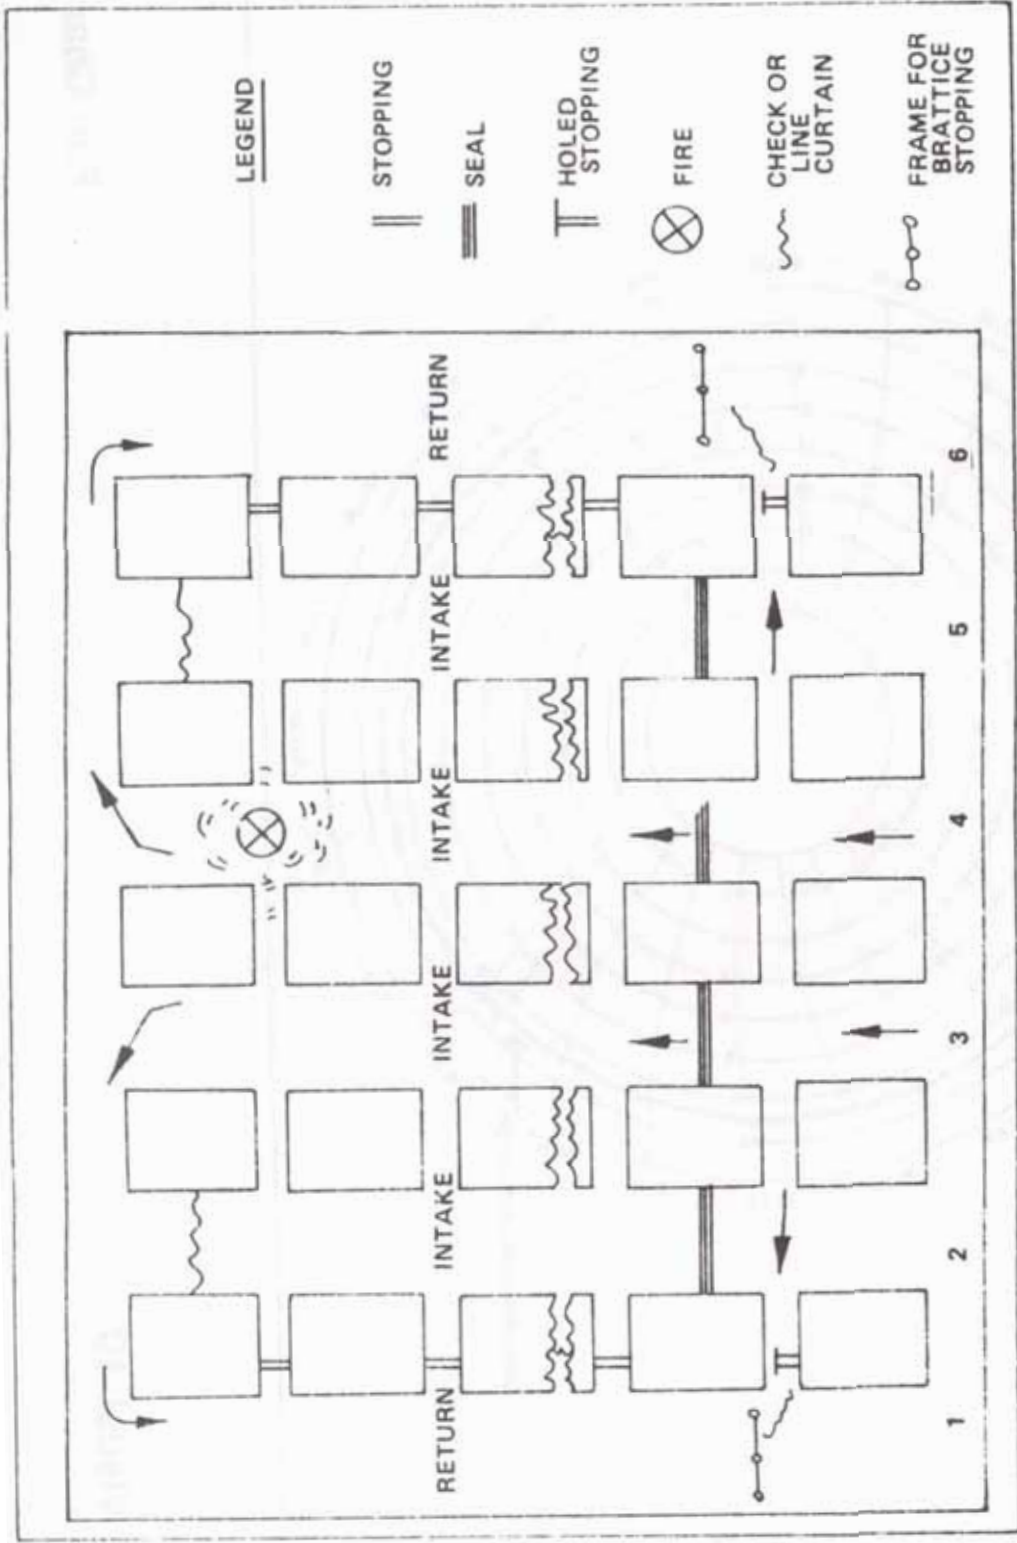 LEGEND
STOPPING
SEAL
HOLED
STOPPING
FIRE
CHECK OR
LINE
CURTAIN
FRAME FOR
BRATTICE
STOPPING
RETURN
INTAKE
INTAKE
INTAKE
INTAKE
RETURN
1
2
3
4
5
6